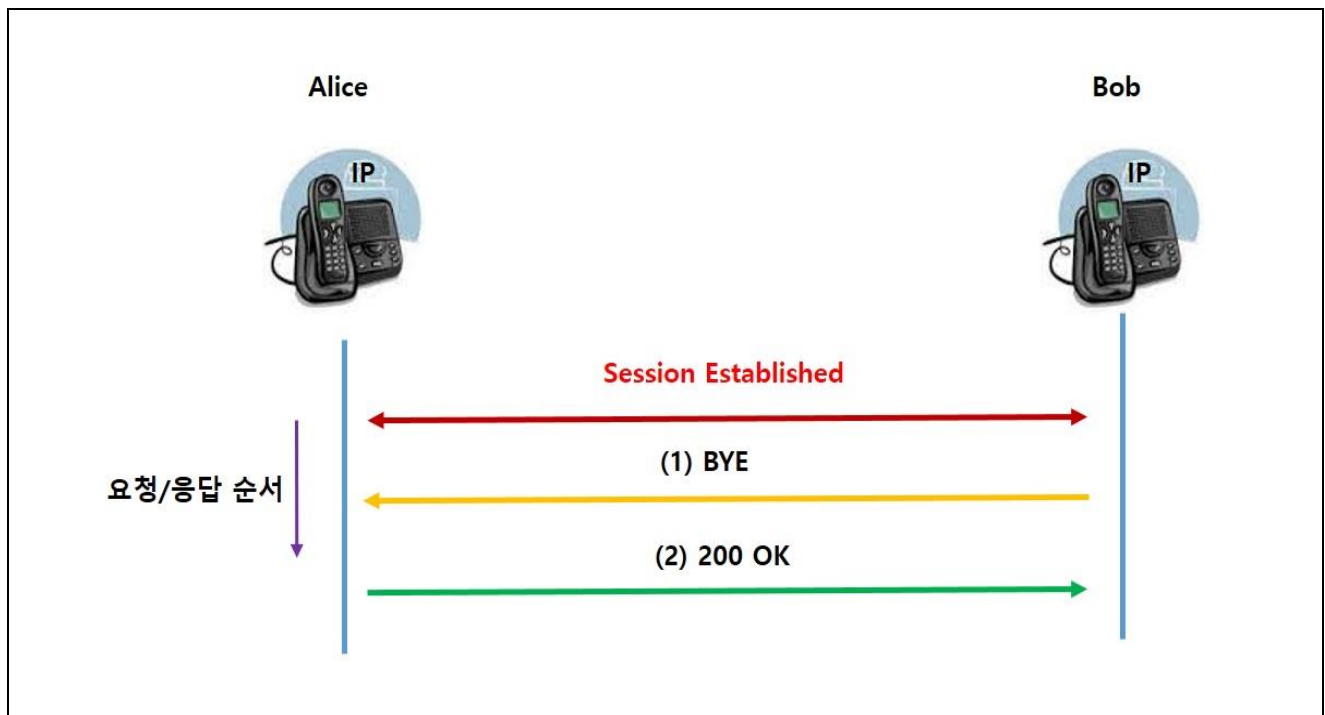 Alice
Bob
IP
IP
Session Established
(1) BYE
요청/응답 순서
(2) 200 OK